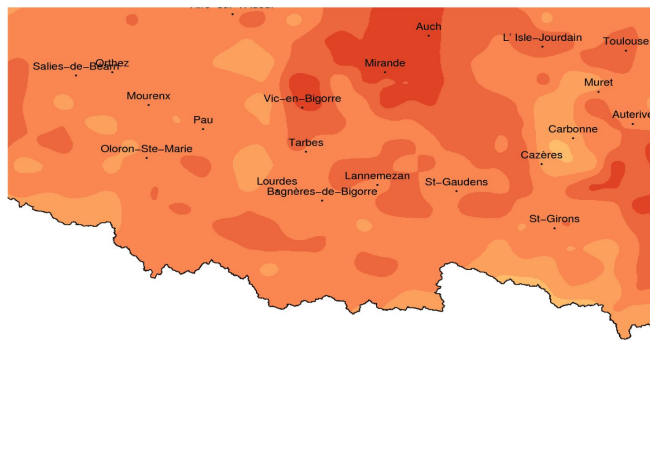 Auch
L' Isle-Jourdain
Toulouse
Salies-de-Béarn
Orthez
Mirande
Muret
Mourenx
Vic-en-Bigorre
Pau
Auterive
Carbonne
Tarbes
Oloron-Ste-Marie
Cazères
Lannemezan
Lourdes
St-Gaudens
Bagnères-de-Bigorre
St-Girons